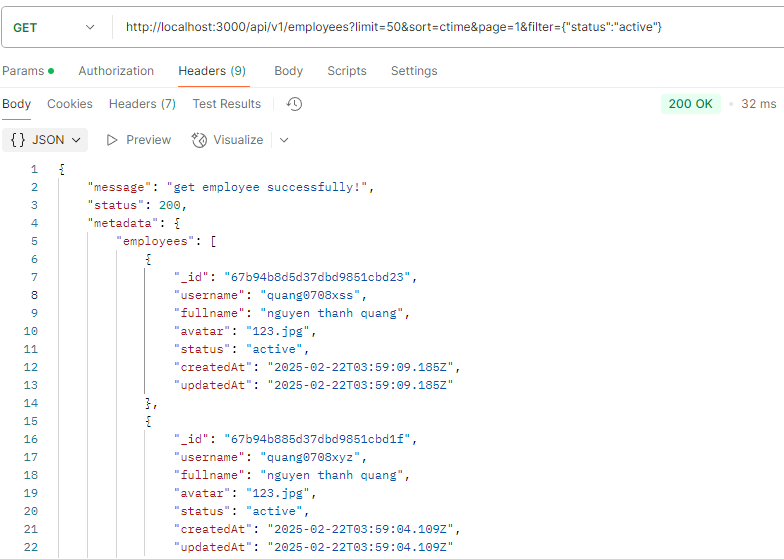 GET http://localhost:3000/api/v1/employees?limit=50&sort=ctime&page=1&filter={"status":"active"}
Params Authorization Headers (9) Body Scripts Settings
Body Cookies Headers (7) Test Results 200 OK 32 ms
{} JSON Preview Visualize
1 {
2 "message": "get employee successfully!",
3 "status": 200,
4 "metadata": {
5 "employees": [
6 {
7 "_id": "67b94b8d5d37dbd9851cbd23",
8 "username": "quang0708xss",
9 "fullname": "nguyen thanh quang",
10 "avatar": "123.jpg",
11 "status": "active",
12 "createdAt": "2025-02-22T03:59:09.185Z",
13 "updatedAt": "2025-02-22T03:59:09.185Z"
14 },
15 {
16 "_id": "67b94b885d37dbd9851cbd1f",
17 "username": "quang0708xyz",
18 "fullname": "nguyen thanh quang",
19 "avatar": "123.jpg",
20 "status": "active",
21 "createdAt": "2025-02-22T03:59:04.109Z",
22 "updatedAt": "2025-02-22T03:59:04.109Z"